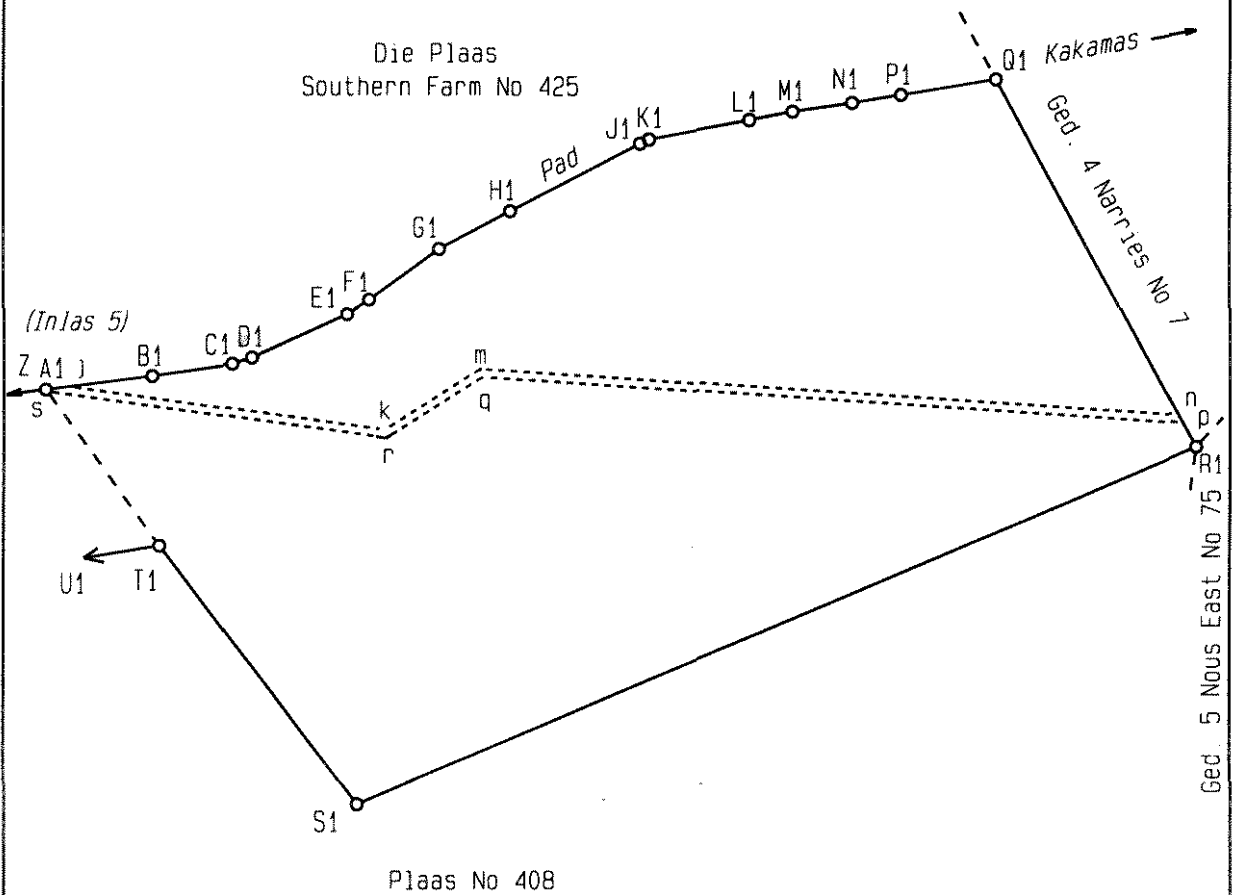 Die Plaas
Southern Farm No 425
Q1
Kakamas
P1
N1
M1
L1
K1
J1
Pad
H1
Ged. 4 Narries No 7
G1
F1
E1
(Inlas 5)
D1
C1
B1
Z A1 j
s
m
k
q
n
p
r
R1
U1
T1
Ged. 5 Nous East No 75
S1
Plaas No 408